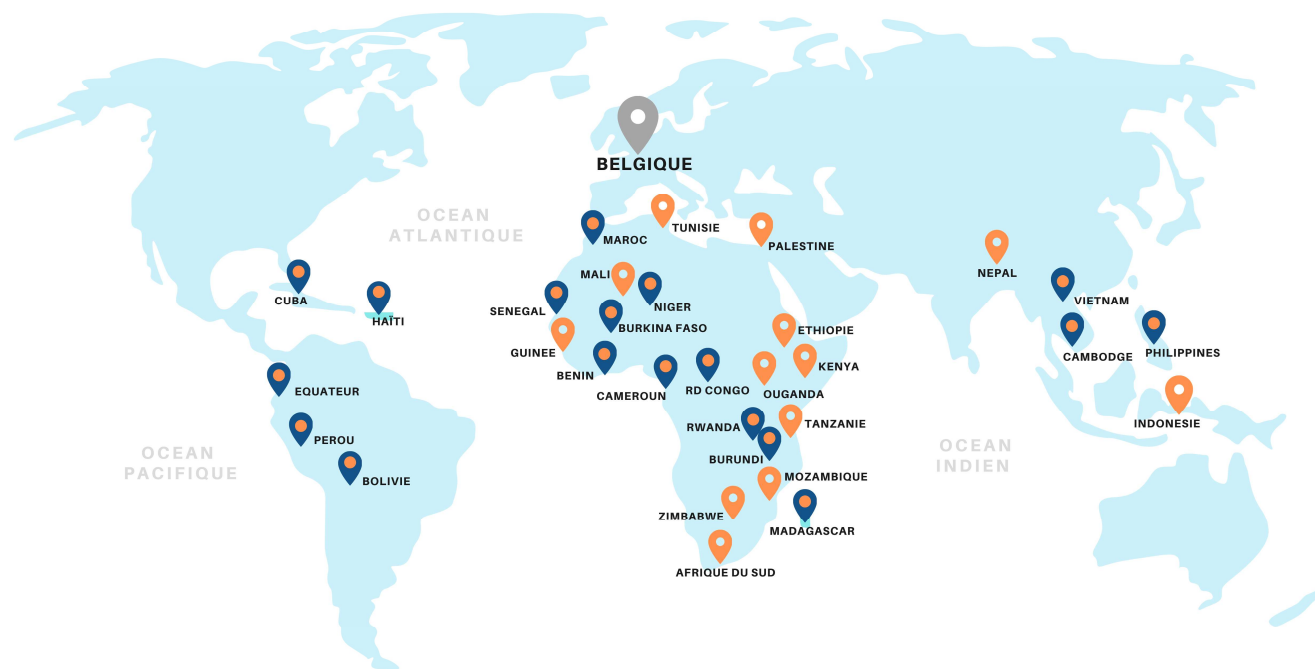 BELGIQUE
OCEAN
ATLANTIQUE
TUNISIE
MAROC
PALESTINE
MALI
NEPAL
CUBA
HAÏTI
SENEGAL
NIGER
BURKINA FASO
VIETNAM
ETHIOPIE
GUINEE
BENIN
CAMEROUN
RD CONGO
KENYA
OUGANDA
CAMBODGE
PHILIPPINES
EQUATEUR
PEROU
BOLIVIE
RWANDA
TANZANIE
BURUNDI
INDONESIE
OCEAN
PACIFIQUE
OCEAN
INDIEN
MOZAMBIQUE
ZIMBABWE
MADAGASCAR
AFRIQUE DU SUD